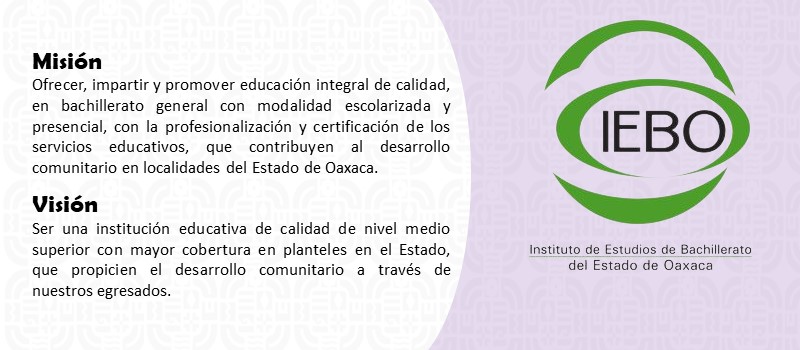 Misión
Ofrecer, impartir y promover educación integral de calidad,
en bachillerato general con modalidad escolarizada y
presencial, con la profesionalización y certificación de los
servicios educativos, que contribuyen al desarrollo
comunitario en localidades del Estado de Oaxaca.
Visión
Ser una institución educativa de calidad de nivel medio
superior con mayor cobertura en planteles en el Estado,
que propicien el desarrollo comunitario a través de
nuestros egresados.
IEBO
Instituto de Estudios de Bachillerato
del Estado de Oaxaca